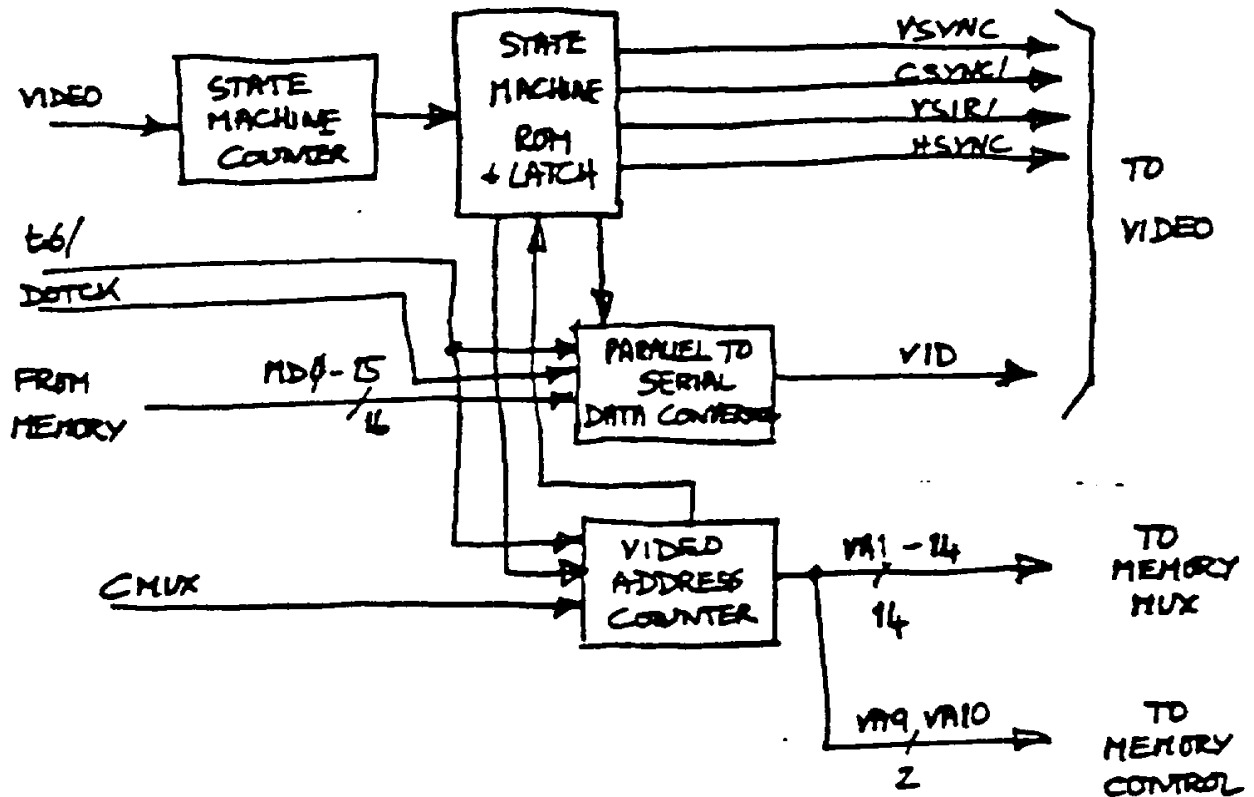 VIDEO
STATE
MACHINE
COUNTER
STATE
MACHINE
ROM
+ LATCH
VSYNC
CSYNC/
VSIR/
HSYNC
TO
VIDEO
t6/
DOTCK
FROM
MEMORY
MDØ-15
16
PARALLEL TO
SERIAL
DATA
VID
CMUX
VIDEO
ADDRESS
COUNTER
VA1 - 14
14
TO
MEMORY
MUX
VA9, VA10
2
TO
MEMORY
CONTROL